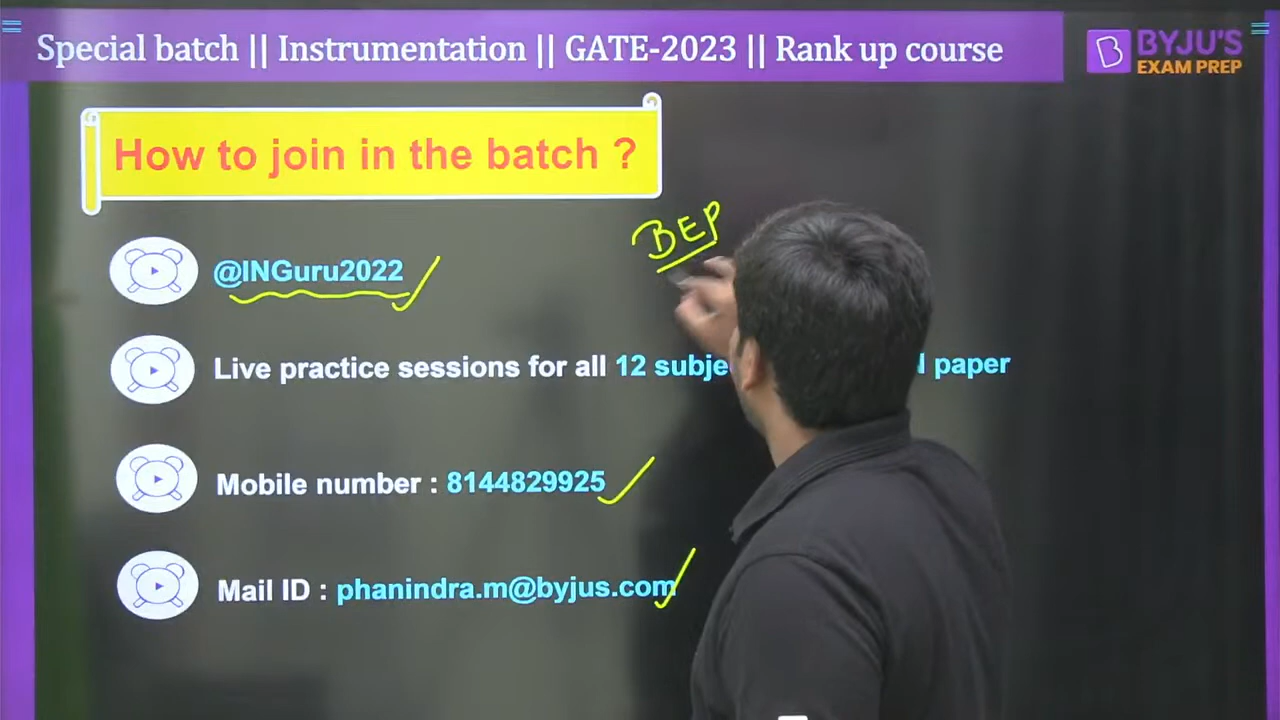 Special batch || Instrumentation || GATE-2023 || Rank up course
BYJU'S
EXAM PREP
How to join in the batch ?
BEP
@INGuru2022
Live practice sessions for all 12 paper
Mobile number : 8144829925
Mail ID : phanindra.m@byjus.com